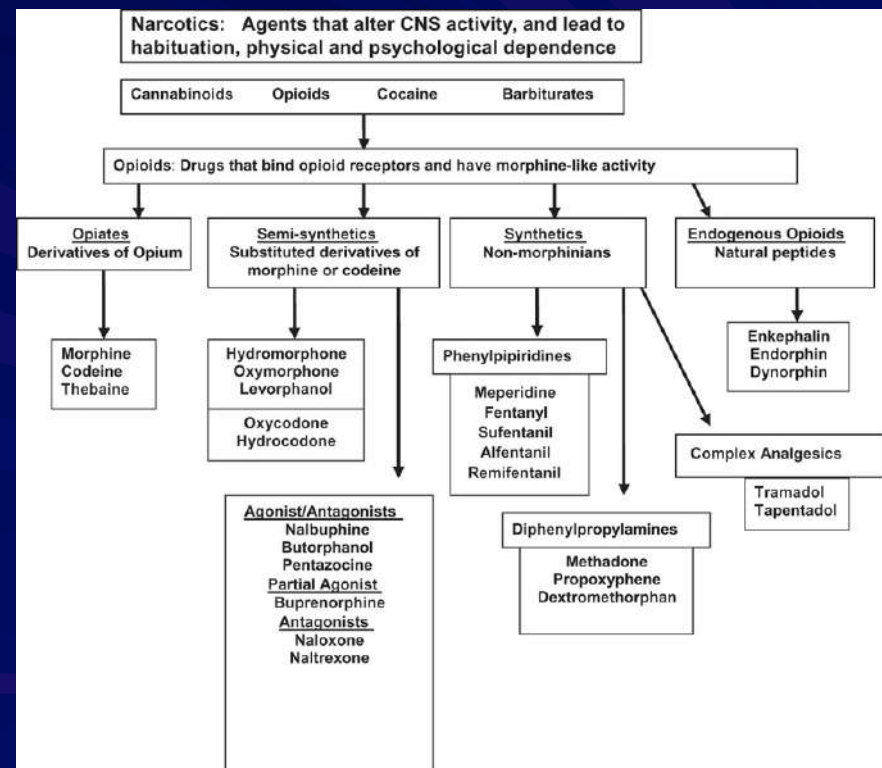 Narcotics: Agents that alter CNS activity, and lead to
habituation, physical and psychological dependence
Cannabinoids Opioids Cocaine Barbiturates
Opioids: Drugs that bind opioid receptors and have morphine-like activity
Opiates
Derivatives of Opium
Semi-synthetics
Substituted derivatives of
morphine or codeine
Synthetics
Non-morphinians
Endogenous Opioids
Natural peptides
Morphine
Codeine
Thebaine
Hydromorphone
Oxymorphone
Levorphanol
Oxycodone
Hydrocodone
Phenylpipiridines
Meperidine
Fentanyl
Sufentanil
Alfentanil
Remifentanil
Enkephalin
Endorphin
Dynorphin
Complex Analgesics
Tramadol
Tapentadol
Agonist/Antagonists
Nalbuphine
Butorphanol
Pentazocine
Partial Agonist
Buprenorphine
Antagonists
Naloxone
Naltrexone
Diphenylpropylamines
Methadone
Propoxyphene
Dextromethorphan